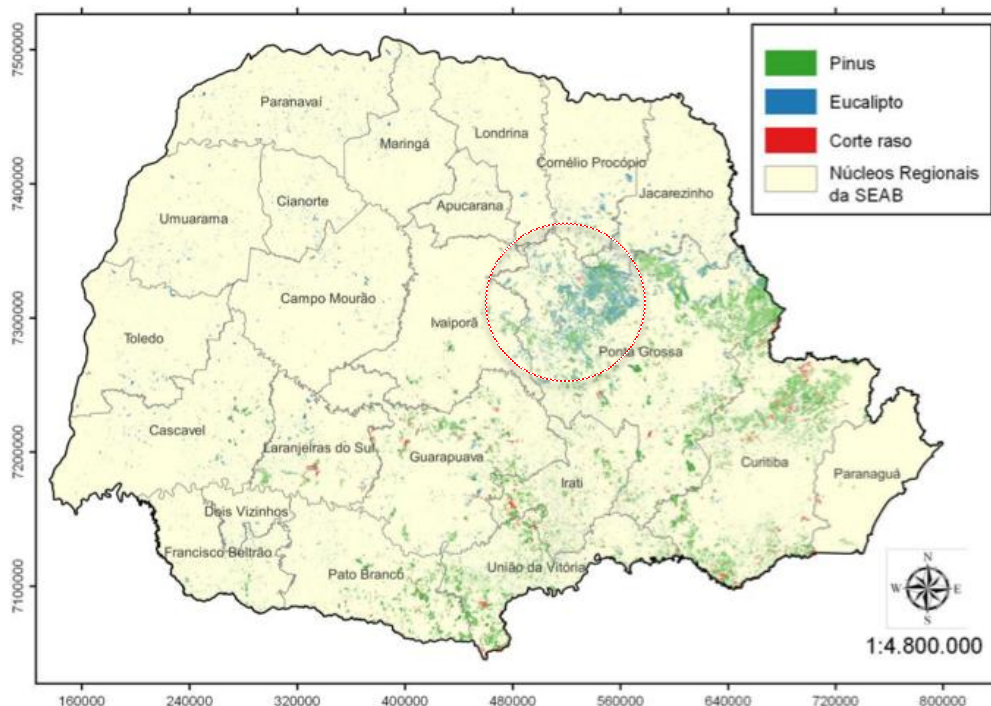 7500000
7400000
7300000
7200000
7100000
Pinus
Eucalipto
Corte raso
Núcleos Regionais
da SEAB
Paranavaí
Maringá
Londrina
Cornélio Procópio
Jacarezinho
Umuarama
Cianorte
Apucarana
Campo Mourão
Ivaiporã
Toledo
Ponta Grossa
Cascavel
Laranjeiras do Sul
Guarapuava
Irati
Curitiba
Paranaguá
Dois Vizinhos
Francisco Beltrão
Pato Branco
União da Vitória
N
W E
S
1:4.800.000
160000 240000 320000 400000 480000 560000 640000 720000 800000